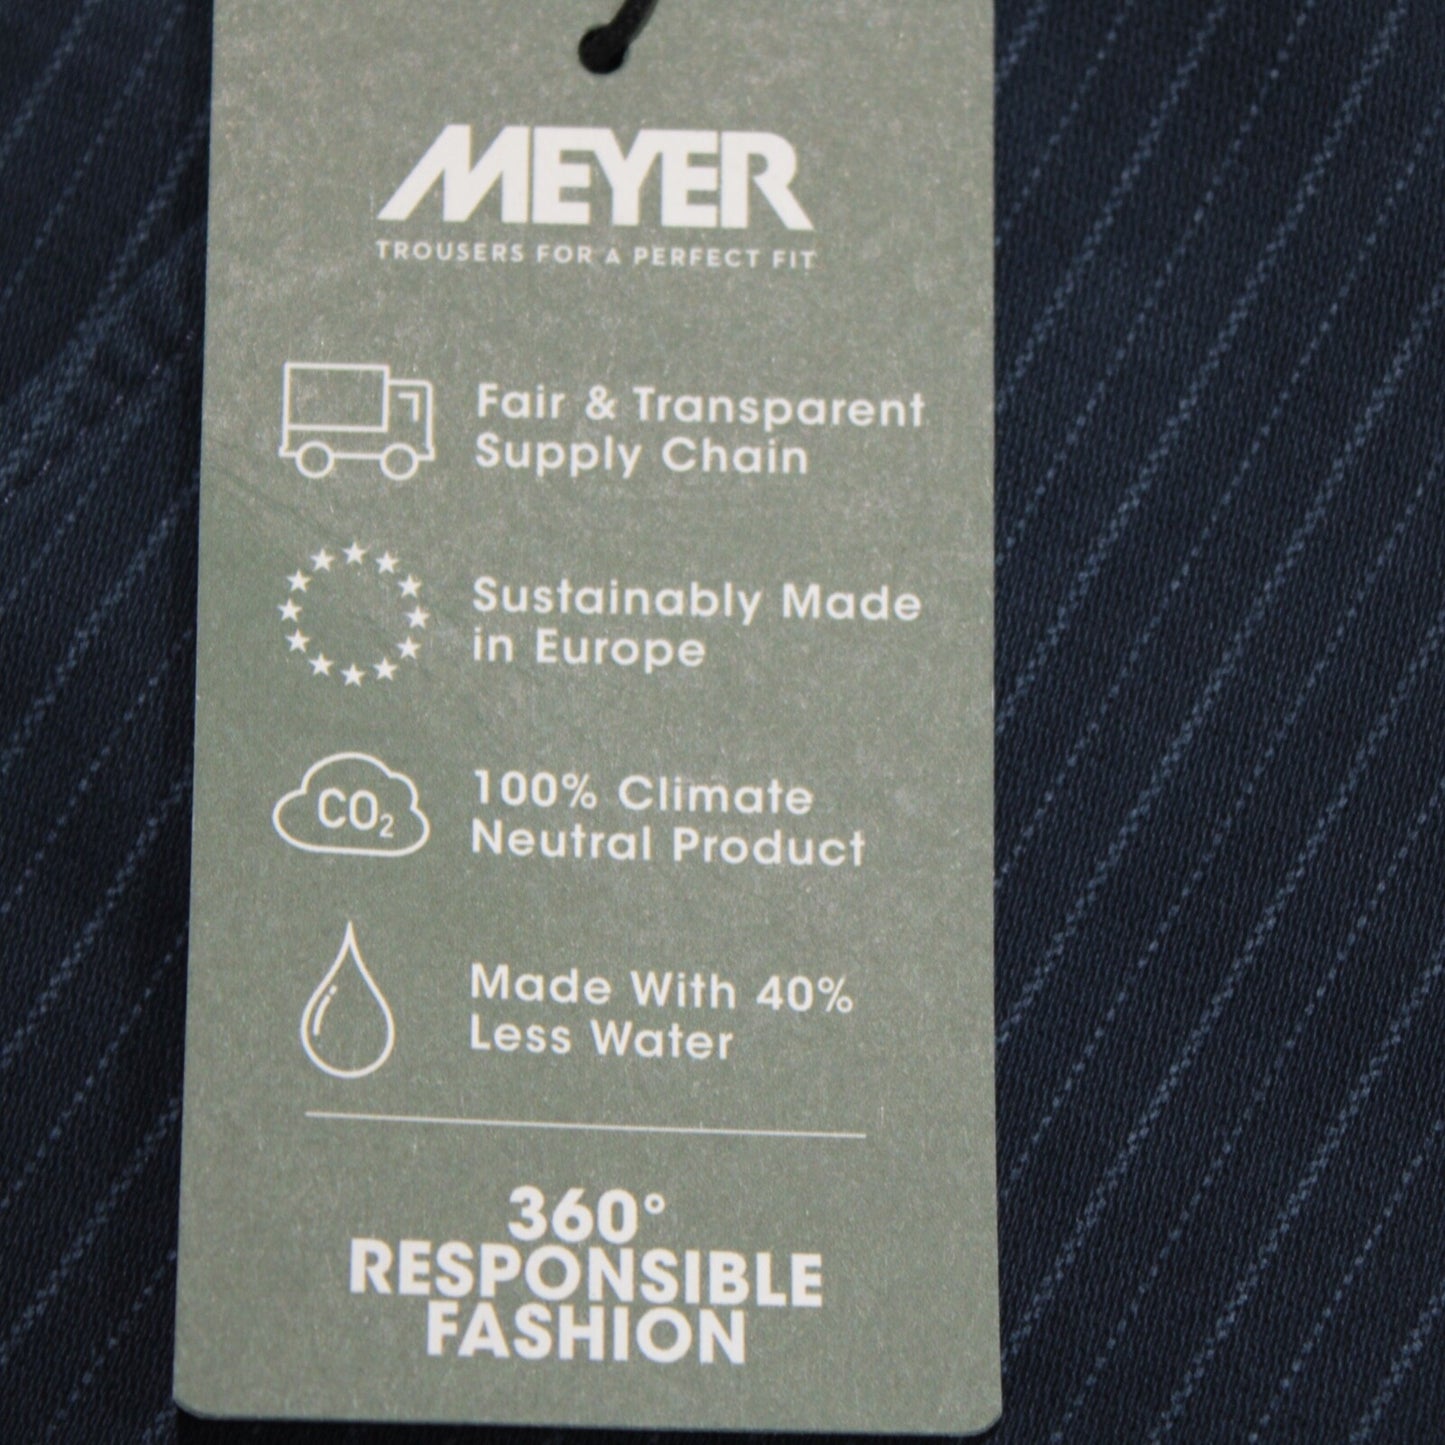 MEYER
TROUSERS FOR A PERFECT FIT
Fair & Transparent
Supply Chain
Sustainably Made
in Europe
CO₂
100% Climate
Neutral Product
Made With 40%
Less Water
360°
RESPONSIBLE
FASHION